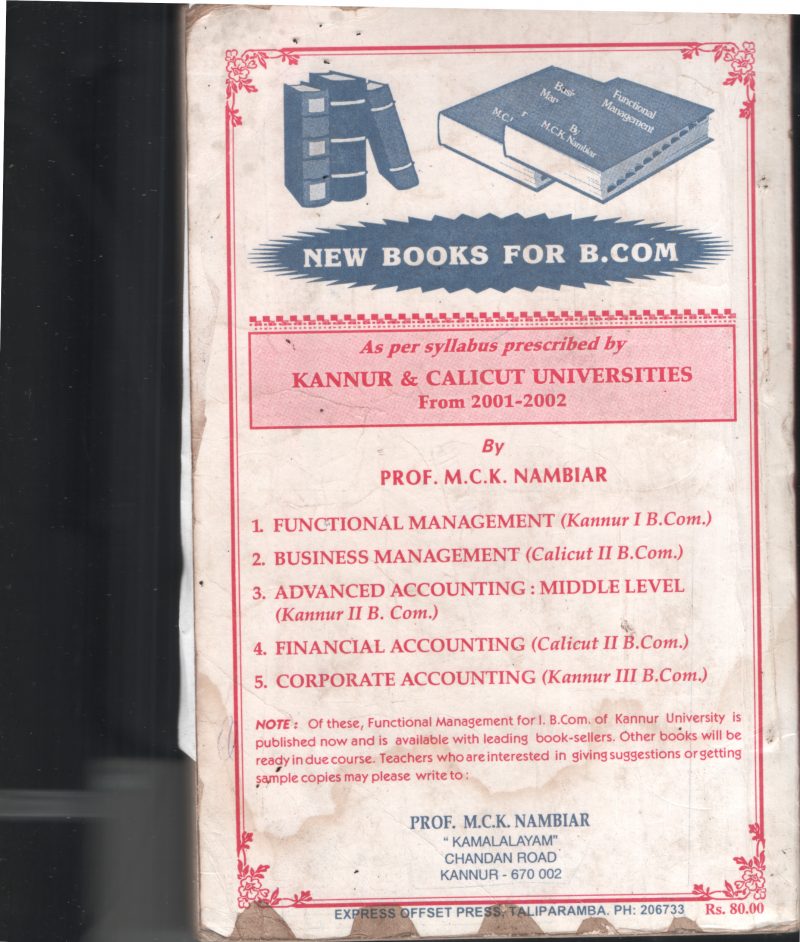 Busi
Man
M.C.
Functional
Management
By
M.C.K. Nambiar
NEW BOOKS FOR B.COM
As per syllabus prescribed by
KANNUR & CALICUT UNIVERSITIES
From 2001-2002
By
PROF. M.C.K. NAMBIAR
1. FUNCTIONAL MANAGEMENT (Kannur I B.Com.)
2. BUSINESS MANAGEMENT (Calicut II B.Com.)
3. ADVANCED ACCOUNTING : MIDDLE LEVEL
(Kannur II B. Com.)
4. FINANCIAL ACCOUNTING (Calicut II B.Com.)
5. CORPORATE ACCOUNTING (Kannur III B.Com.)
NOTE : Of these, Functional Management for I. B.Com. of Kannur University is
published now and is available with leading book-sellers. Other books will be
ready in due course. Teachers who are interested in giving suggestions or getting
sample copies may please write to :
PROF. M.C.K. NAMBIAR
" KAMALALAYAM"
CHANDAN ROAD
KANNUR - 670 002
EXPRESS OFFSET PRESS, TALIPARAMBA. PH: 206733
Rs. 80.00